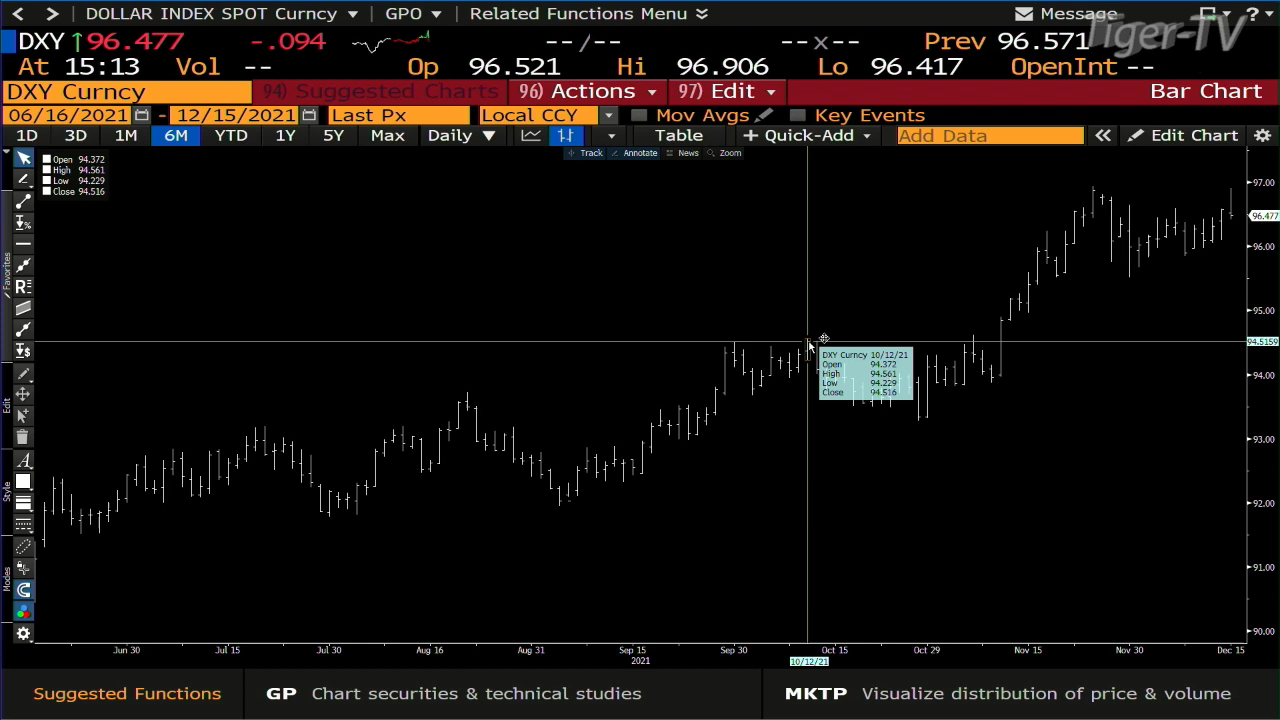 DOLLAR INDEX SPOT Curncy GPO Related Functions Menu Message ?
Tiger-TV
DXY 96.477 -.094 --/-- --x-- Prev 96.571
At 15:13 Vol -- Op 96.521 Hi 96.906 Lo 96.417 OpenInt --
DXY Curncy 94) Suggested Charts 96) Actions 97) Edit Bar Chart
06/16/2021 - 12/15/2021 Last Px Local CCY Mov Avgs Key Events
1D 3D 1M 6M YTD 1Y 5Y Max Daily Table + Quick-Add Add Data Edit Chart
Track Annotate News Zoom
Open 94.372
High 94.561
Low 94.229
Close 94.516
Favorites
Edit
Style
Modes
97.00
96.477
96.00
95.00
94.5159
94.00
93.00
92.00
91.00
90.00
DXY Curncy 10/12/21
Open 94.372
High 94.561
Low 94.229
Close 94.516
Jun 30 Jul 15 Jul 30 Aug 16 Aug 31 Sep 15 Sep 30 Oct 15 Oct 29 Nov 15 Nov 30 Dec 15
2021 10/12/21
Suggested Functions GP Chart securities & technical studies MKTP Visualize distribution of price & volume